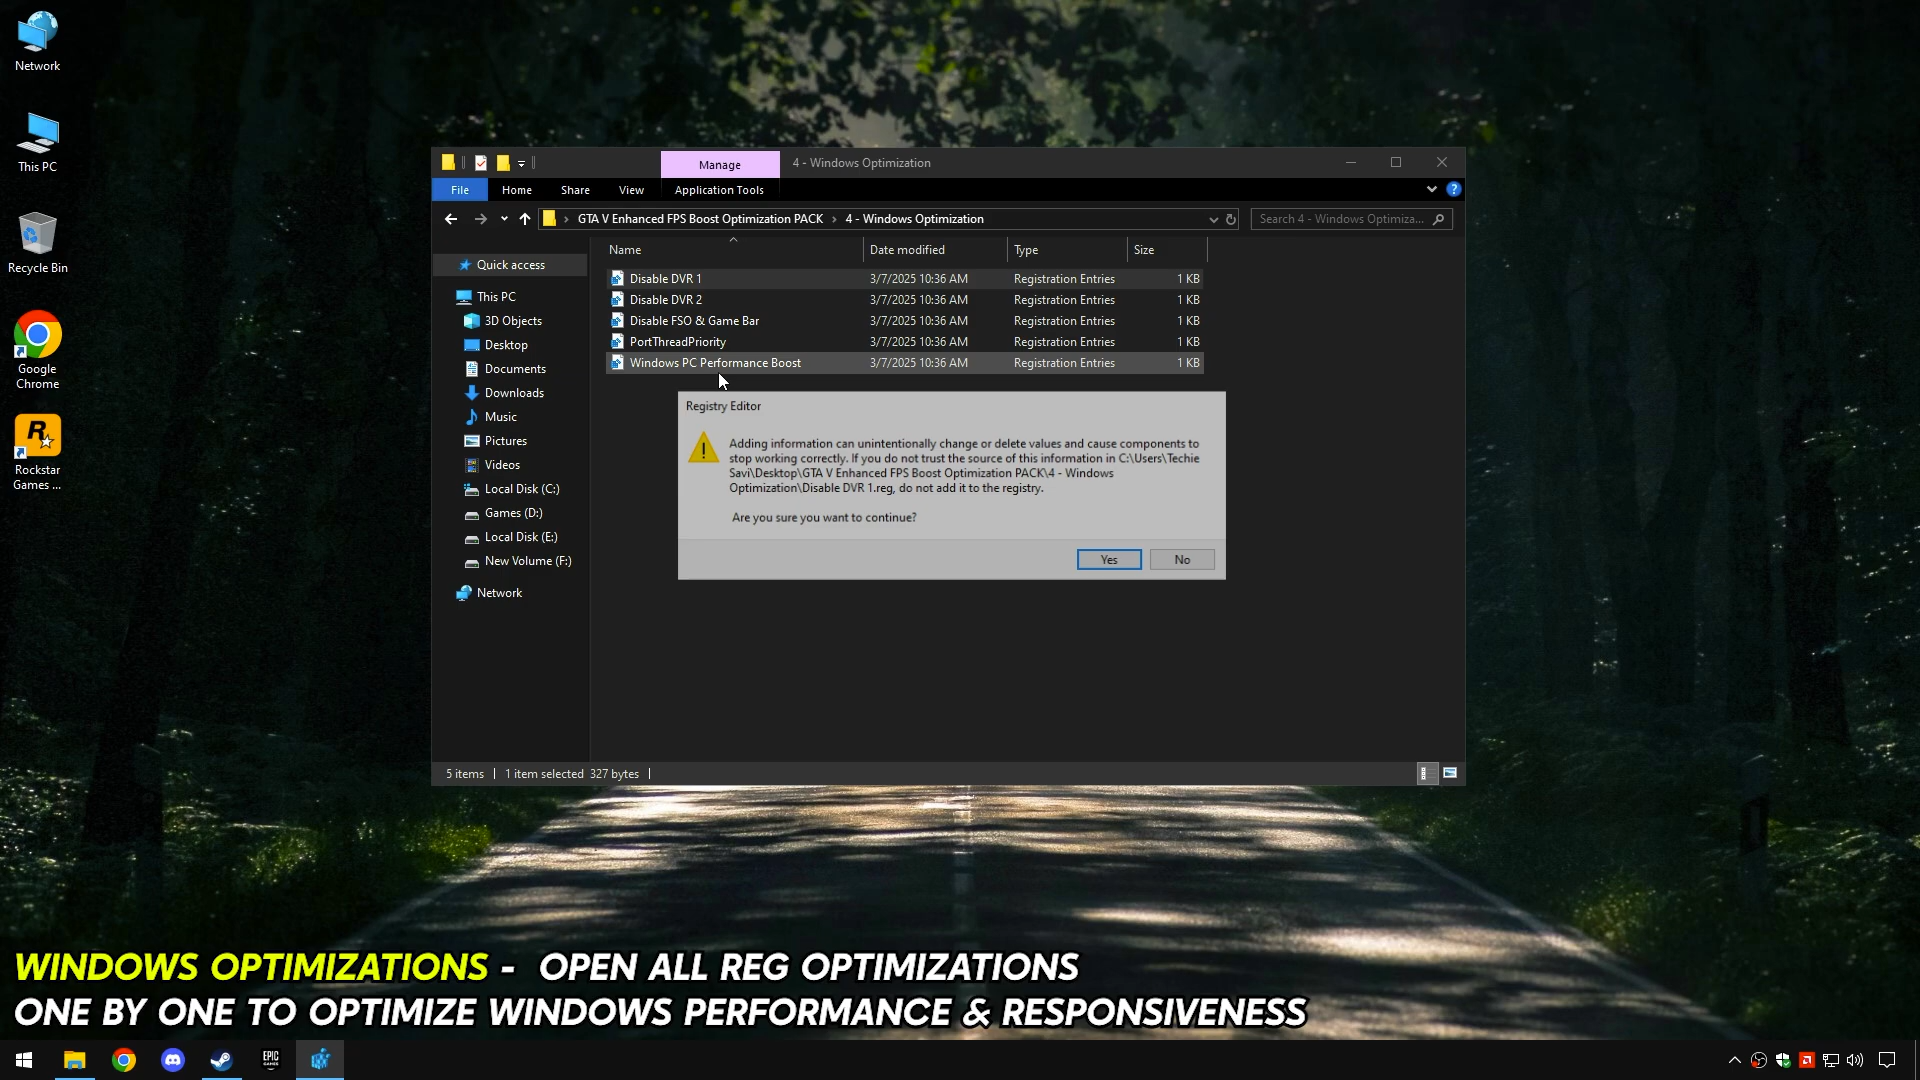 Network
This PC
Recycle Bin
Google
Chrome
Rockstar
Games ...
Manage
4 - Windows Optimization
File
Home
Share
View
Application Tools
GTA V Enhanced FPS Boost Optimization PACK
4 - Windows Optimization
Search 4 - Windows Optimiza...
Name
Date modified
Type
Size
Quick access
This PC
3D Objects
Desktop
Documents
Downloads
Music
Pictures
Videos
Local Disk (C:)
Games (D:)
Local Disk (E:)
New Volume (F:)
Network
Disable DVR 1 3/7/2025 10:36 AM Registration Entries 1 KB
Disable DVR 2 3/7/2025 10:36 AM Registration Entries 1 KB
Disable FSO & Game Bar 3/7/2025 10:36 AM Registration Entries 1 KB
PortThreadPriority 3/7/2025 10:36 AM Registration Entries 1 KB
Windows PC Performance Boost 3/7/2025 10:36 AM Registration Entries 1 KB
Registry Editor
Adding information can unintentionally change or delete values and cause components to
stop working correctly. If you do not trust the source of this information in C:\Users\Techie
Savi\Desktop\GTA V Enhanced FPS Boost Optimization PACK\4 - Windows
Optimization\Disable DVR 1.reg, do not add it to the registry.
Are you sure you want to continue?
Yes
No
5 items
1 item selected 327 bytes
WINDOWS OPTIMIZATIONS - OPEN ALL REG OPTIMIZATIONS
ONE BY ONE TO OPTIMIZE WINDOWS PERFORMANCE & RESPONSIVENESS
EPIC
GAMES